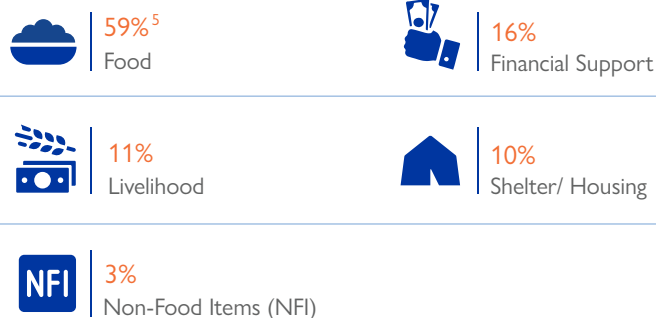 59%5
Food
16%
Financial Support
11%
Livelihood
10%
Shelter/ Housing
NFI
3%
Non-Food Items (NFI)